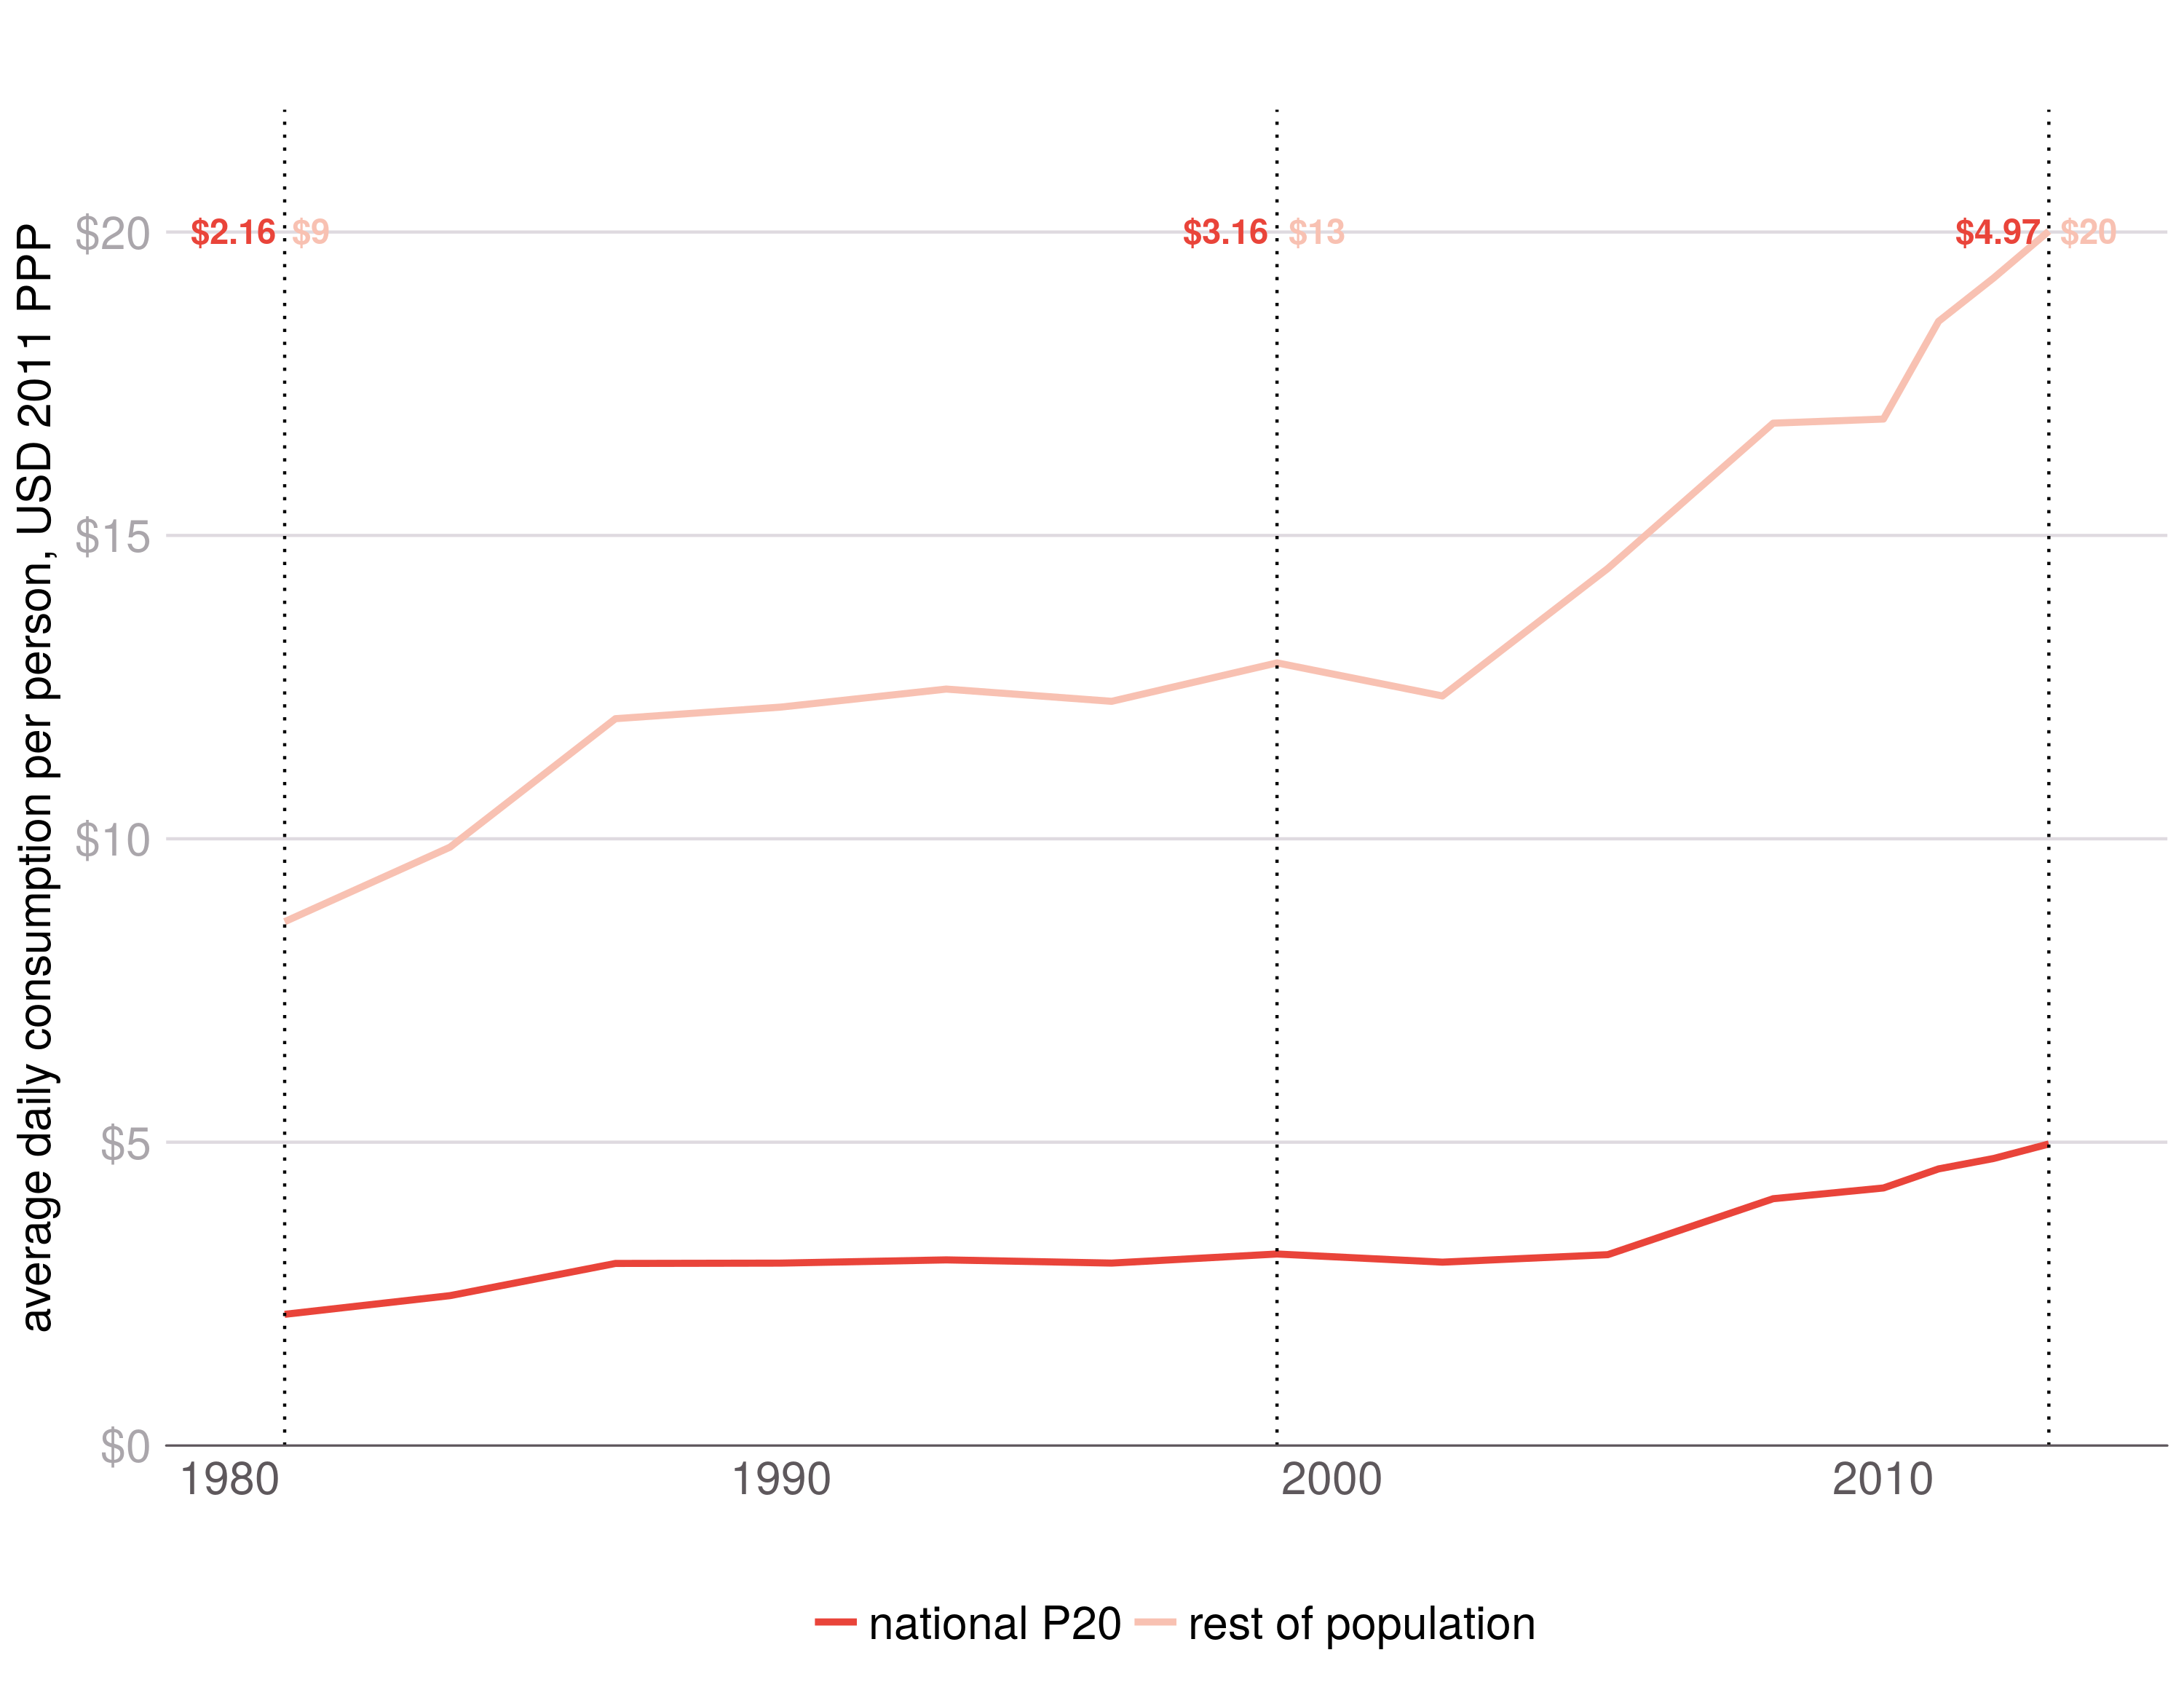 average daily consumption per person, USD 2011 PPP
$20
$15
$10
$5
$0
$2.16 $9
$3.16 $13
$4.97 $20
1980 1990 2000 2010
national P20 rest of population